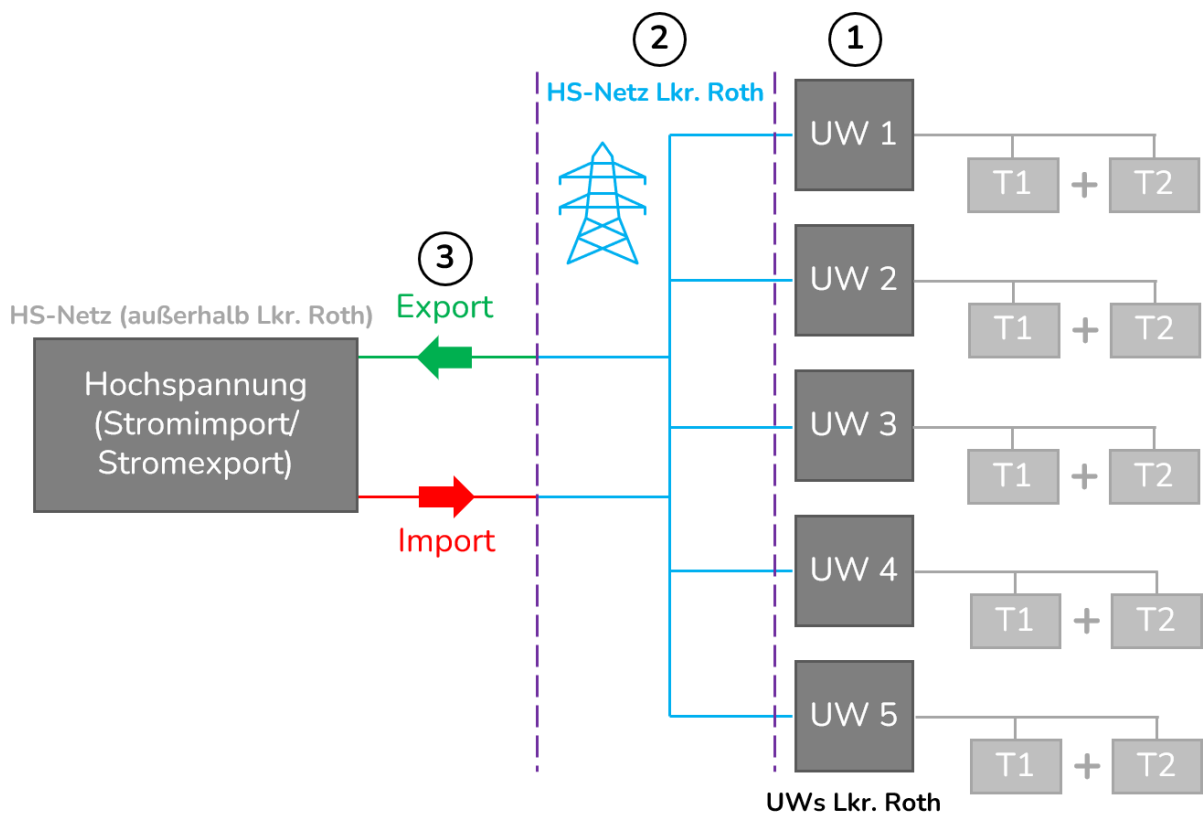 2
1
HS-Netz Lkr. Roth
UW 1
T1 + T2
UW 2
T1 + T2
3
Export
HS-Netz (außerhalb Lkr. Roth)
Hochspannung
(Stromimport/
Stromexport)
Import
UW 3
T1 + T2
UW 4
T1 + T2
UW 5
T1 + T2
UWs Lkr. Roth